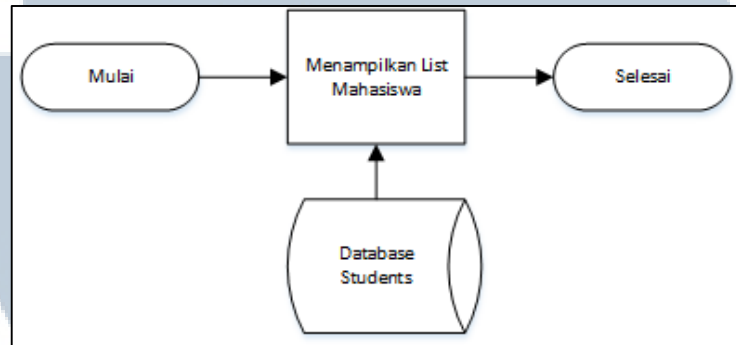 Mulai
Menampilkan List
Mahasiswa
Selesai
Database
Students